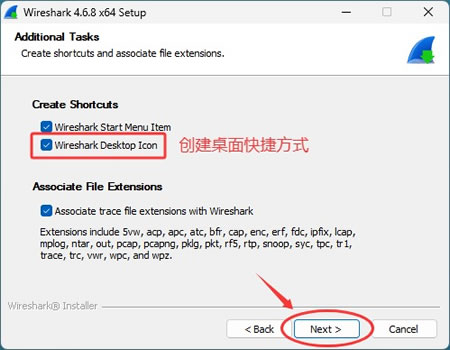 Wireshark 4.6.8 x64 Setup
Additional Tasks
Create shortcuts and associate file extensions.
Create Shortcuts
Wireshark Start Menu Item
Wireshark Desktop Icon 创建桌面快捷方式
Associate File Extensions
Associate trace file extensions with Wireshark
Extensions include 5vw, acp, apc, atc, bfr, cap, enc, erf, fdc, ipfix, lcap,
mplog, ntar, out, pcap, pcapng, pklg, pkt, rf5, rtp, snoop, syc, tpc, tr1,
trace, trc, vwr, wpc, and wpz.
Wireshark® Installer
< Back Next > Cancel